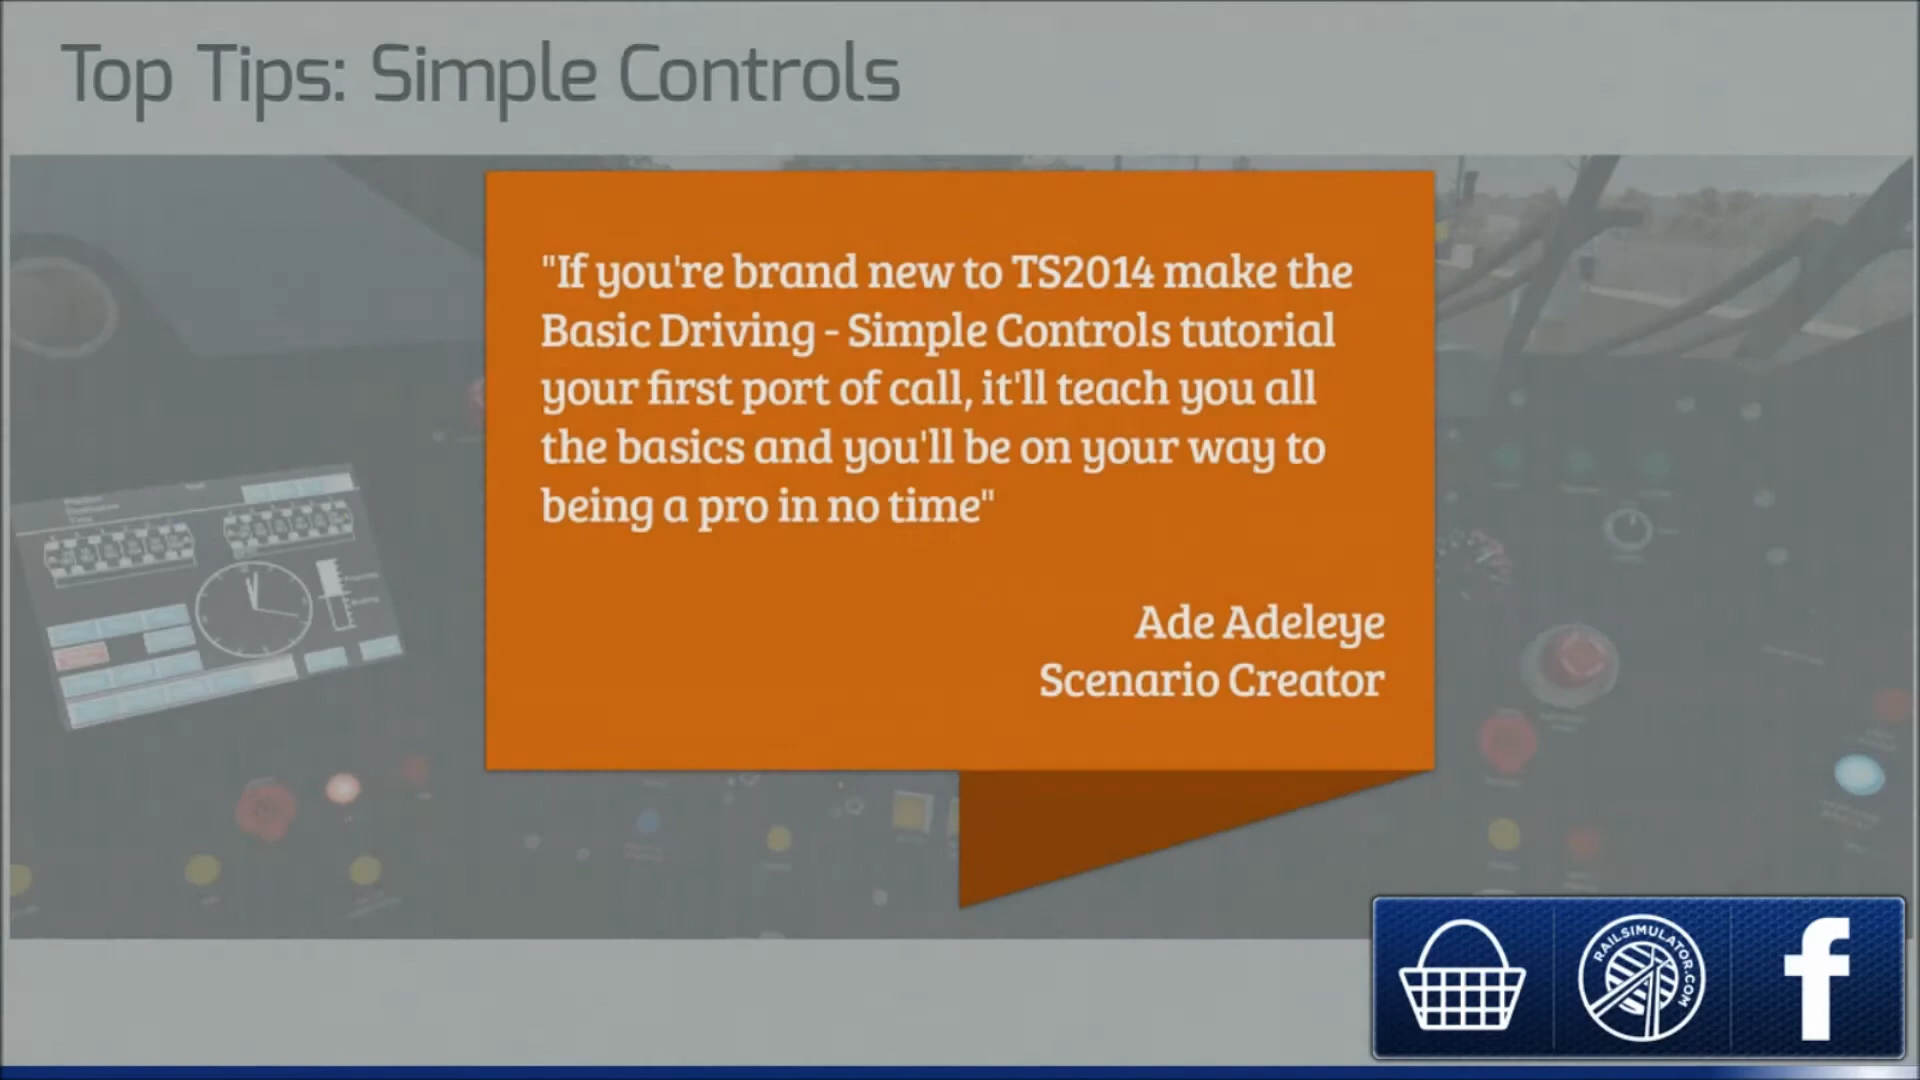 Top Tips: Simple Controls
"If you're brand new to TS2014 make the
Basic Driving - Simple Controls tutorial
your first port of call, it'll teach you all
the basics and you'll be on your way to
being a pro in no time"
Ade Adeleye
Scenario Creator
RAILSIMULATOR.COM